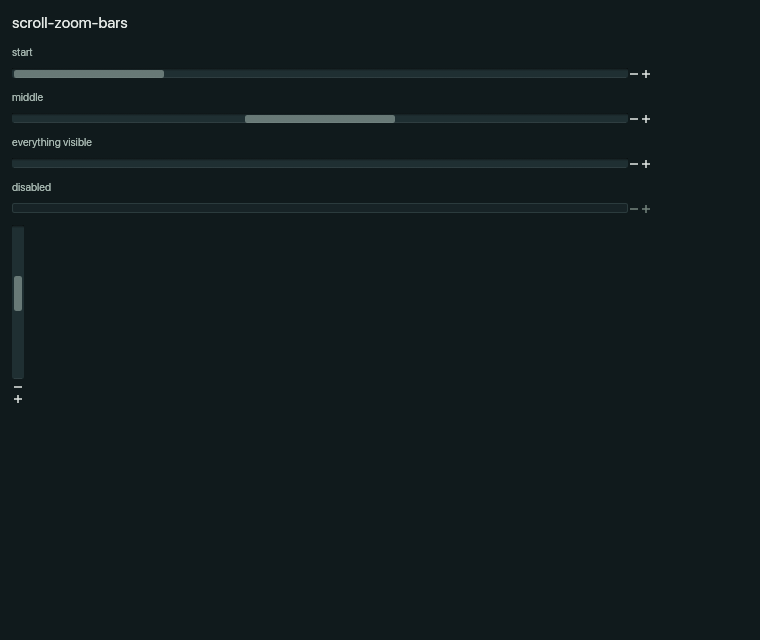 scroll-zoom-bars
start
middle
everything visible
disabled